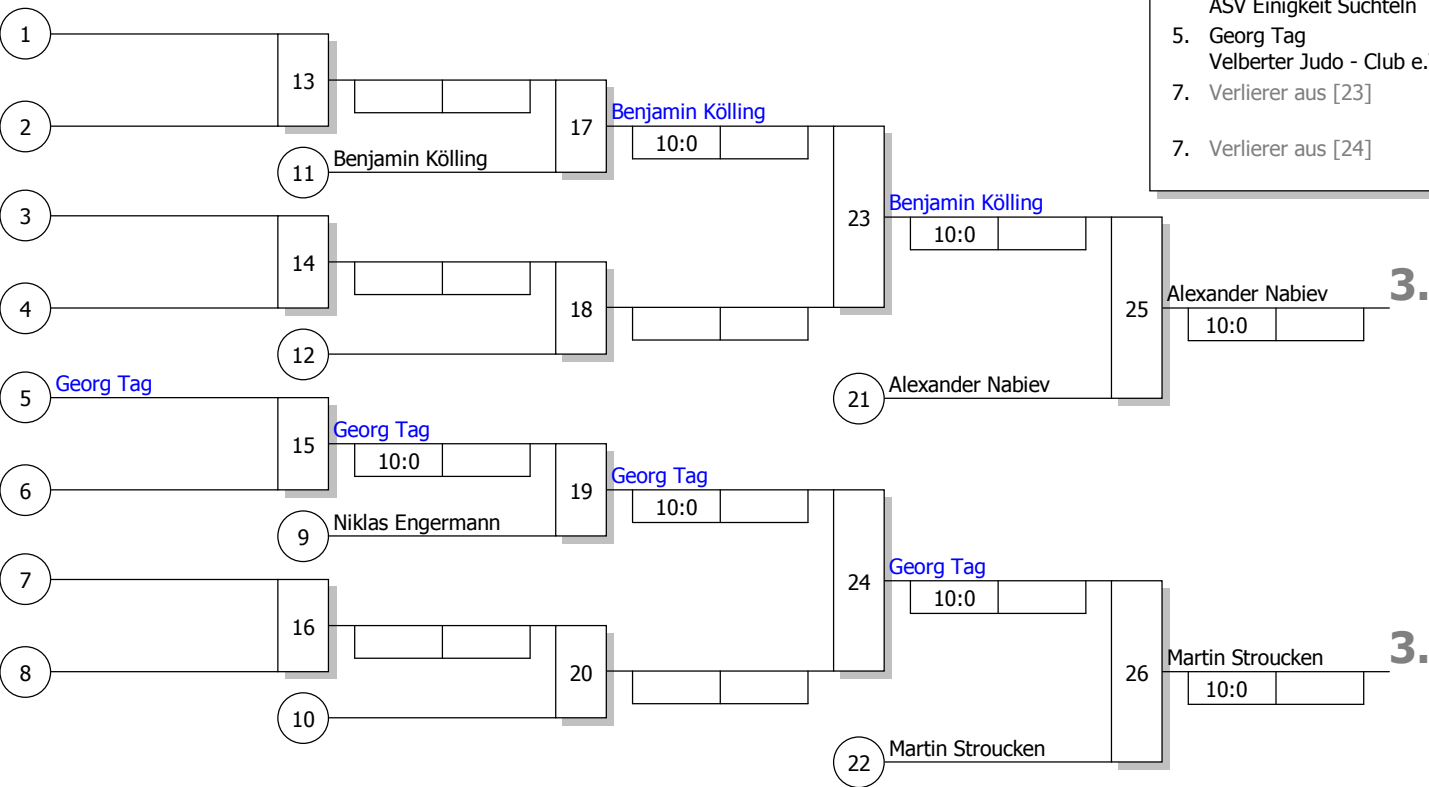 ASV Einigkeit Süchteln
5. Georg Tag
Velberter Judo - Club e.
7. Verlierer aus [23]
7. Verlierer aus [24]
1
2
13
17
11
Benjamin Kölling
Benjamin Kölling
10:0
3
4
14
18
12
23
Benjamin Kölling
10:0
25
Alexander Nabiev
10:0
3.
21
Alexander Nabiev
5
Georg Tag
6
15
Georg Tag
10:0
19
9
Niklas Engermann
Georg Tag
10:0
7
8
16
20
10
24
Georg Tag
10:0
26
Martin Stroucken
10:0
3.
22
Martin Stroucken